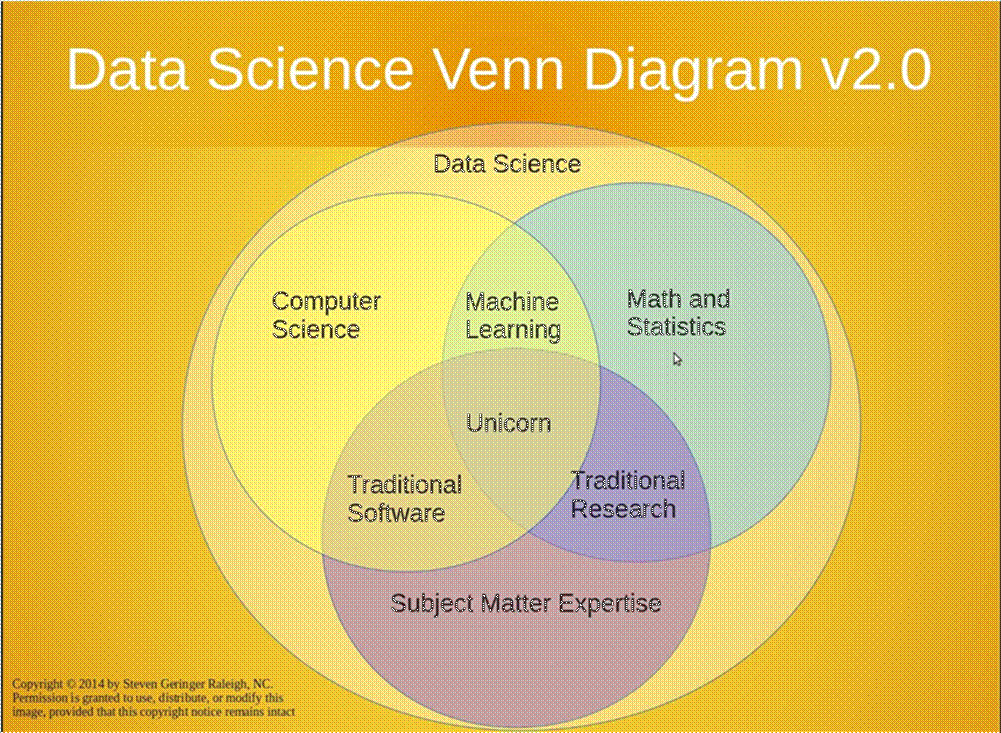 Data Science Venn Diagram v2.0
Data Science
Computer
Science
Machine
Learning
Math and
Statistics
Unicorn
Traditional
Software
Traditional
Research
Subject Matter Expertise
Copyright © 2014 by Steven Geringer Raleigh, NC.
Permission is granted to use, distribute, or modify this
image, provided that this copyright notice remains intact